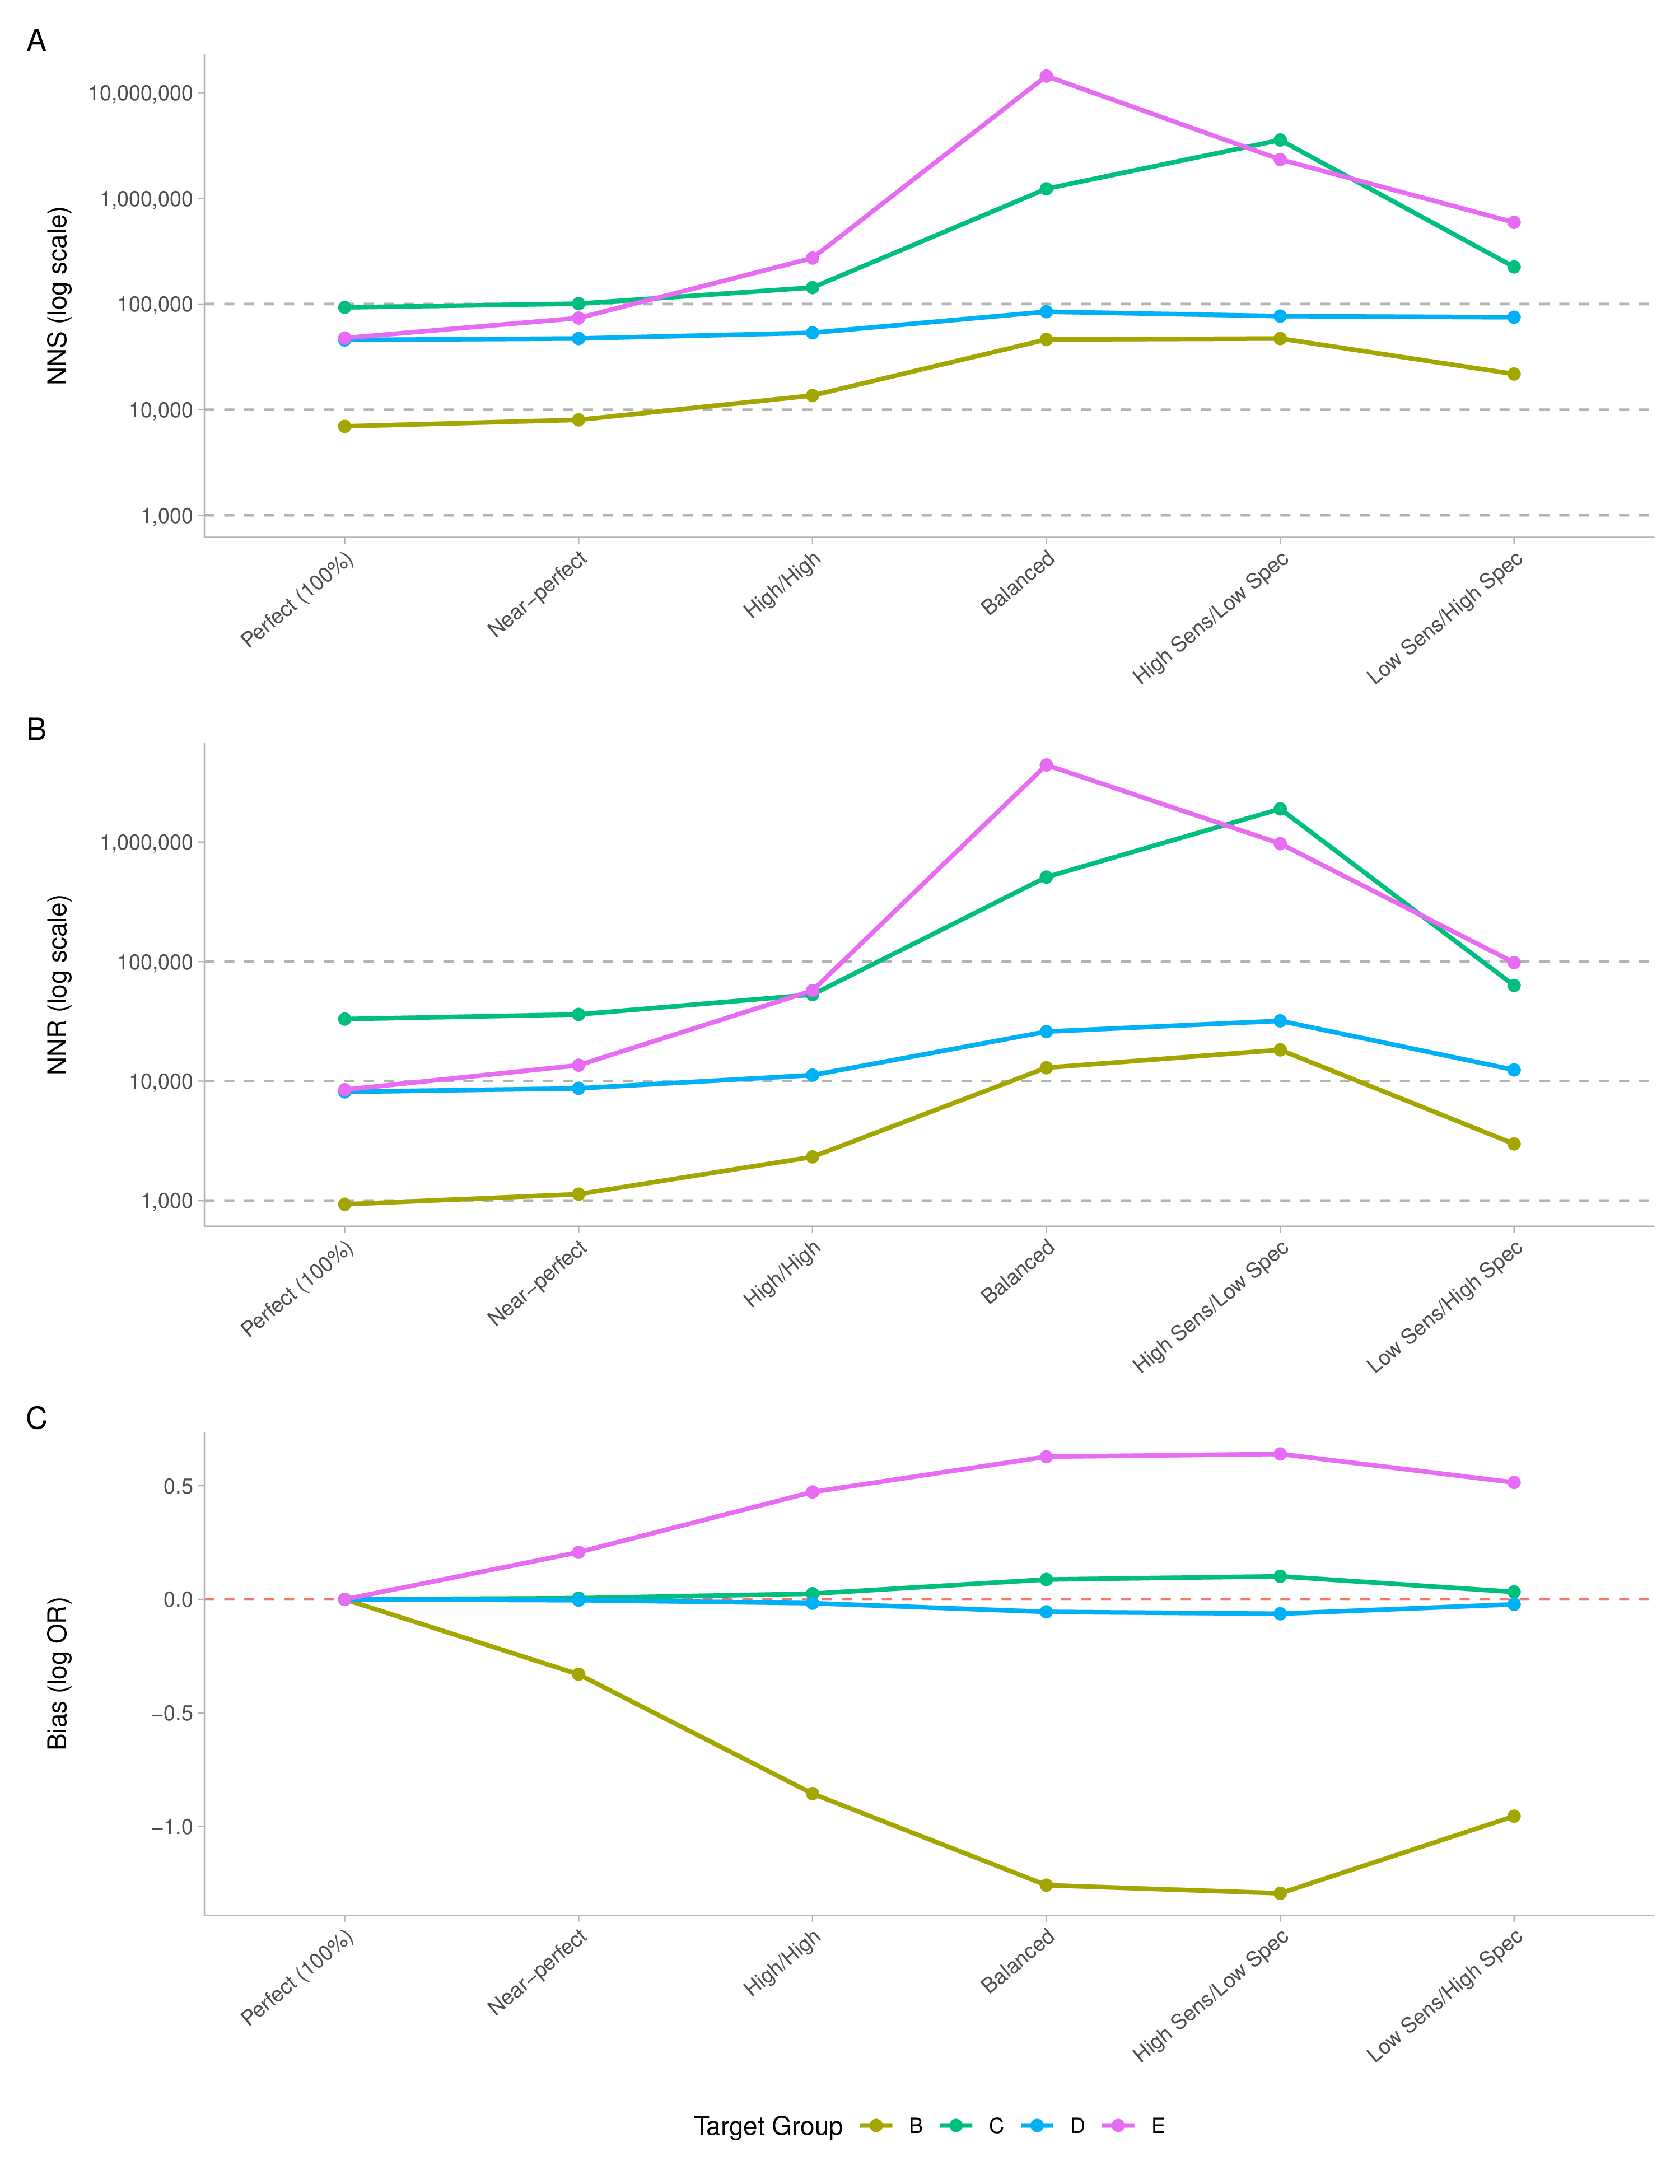 A
NNS (log scale)
10,000,000
1,000,000
100,000
10,000
1,000
Perfect (100%)
Near−perfect
High/High
Balanced
High Sens/Low Spec
Low Sens/High Spec
B
NNR (log scale)
1,000,000
100,000
10,000
1,000
Perfect (100%)
Near−perfect
High/High
Balanced
High Sens/Low Spec
Low Sens/High Spec
C
Bias (log OR)
0.5
0.0
−0.5
−1.0
Perfect (100%)
Near−perfect
High/High
Balanced
High Sens/Low Spec
Low Sens/High Spec
Target Group B C D E